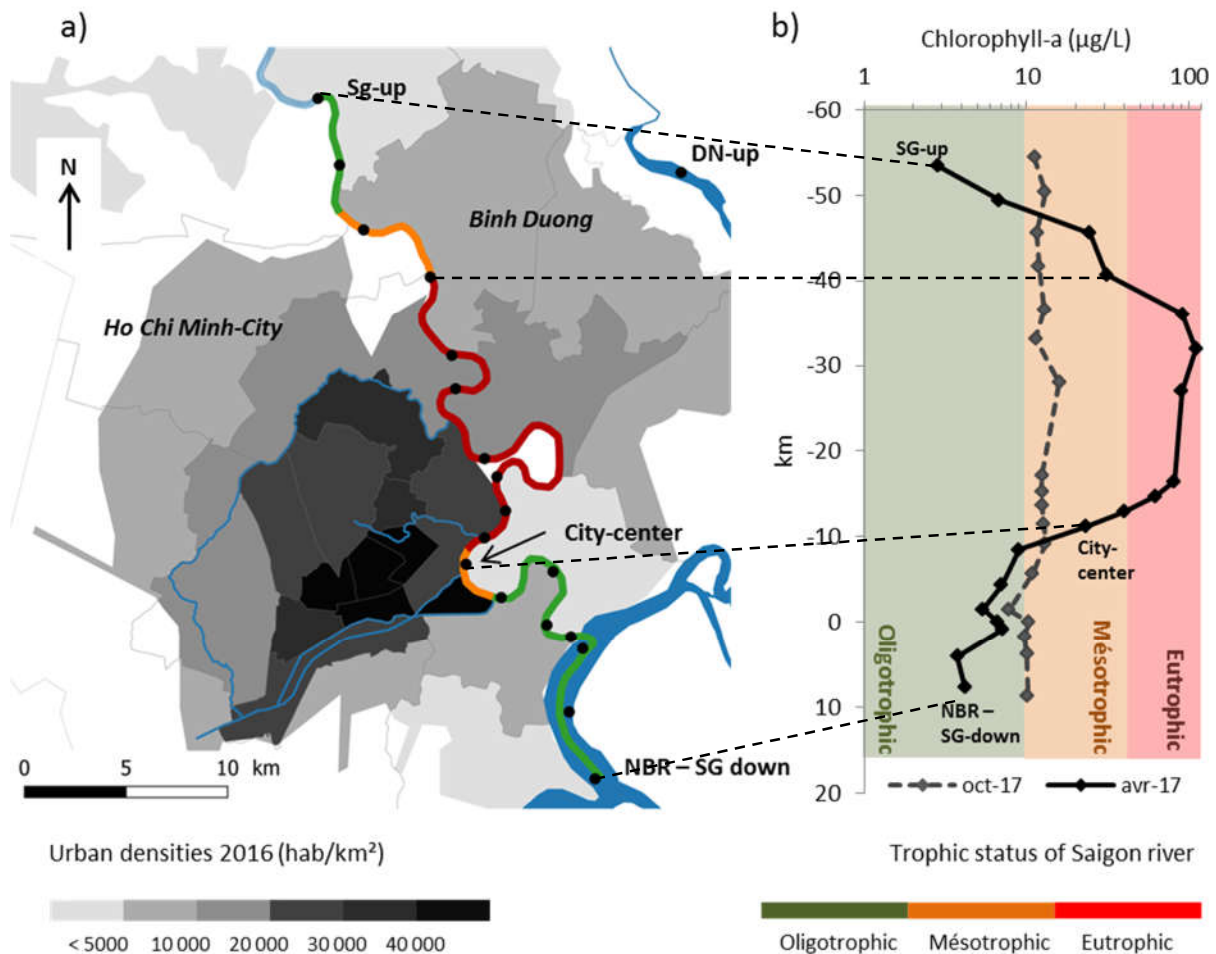 a)
Sg-up
DN-up
N
Binh Duong
Ho Chi Minh-City
City-center
NBR – SG down
0 5 10 km
Urban densities 2016 (hab/km²)
< 5000 10 000 20 000 30 000 40 000
b)
Chlorophyll-a (µg/L)
1 10 100
-60
-50
-40
-30
-20
-10
0
10
20
km
SG-up
City-
center
NBR –
SG-down
Oligotrophic
Mésotrophic
Eutrophic
oct-17 avr-17
Trophic status of Saigon river
Oligotrophic Mésotrophic Eutrophic